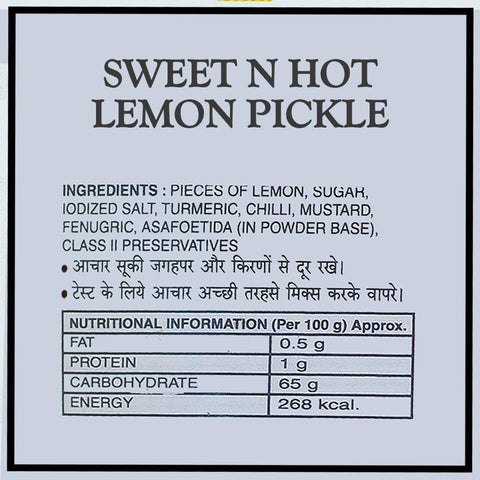 SWEET N HOT
LEMON PICKLE
INGREDIENTS : PIECES OF LEMON, SUGAR,
IODIZED SALT, TURMERIC, CHILLI, MUSTARD,
FENUGRIC, ASAFOETIDA (IN POWDER BASE),
CLASS II PRESERVATIVES
• आचार सूकी जगहपर और किरणों से दूर रखे।
• टेस्ट के लिये आचार अच्छी तरहसे मिक्स करके वापरे।
NUTRITIONAL INFORMATION (Per 100 g) Approx.
FAT 0.5 g
PROTEIN 1 g
CARBOHYDRATE 65 g
ENERGY 268 kcal.